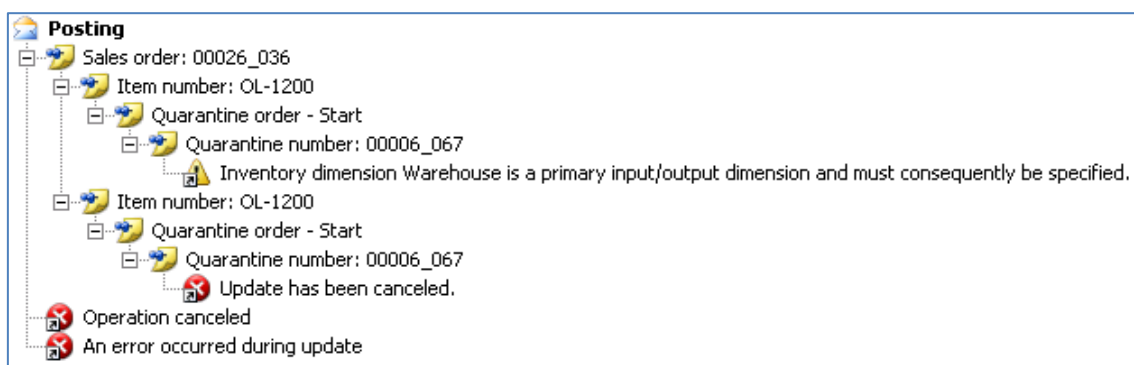 Posting
Sales order: 00026_036
Item number: OL-1200
Quarantine order - Start
Quarantine number: 00006_067
Inventory dimension Warehouse is a primary input/output dimension and must consequently be specified.
Item number: OL-1200
Quarantine order - Start
Quarantine number: 00006_067
Update has been canceled.
Operation canceled
An error occurred during update